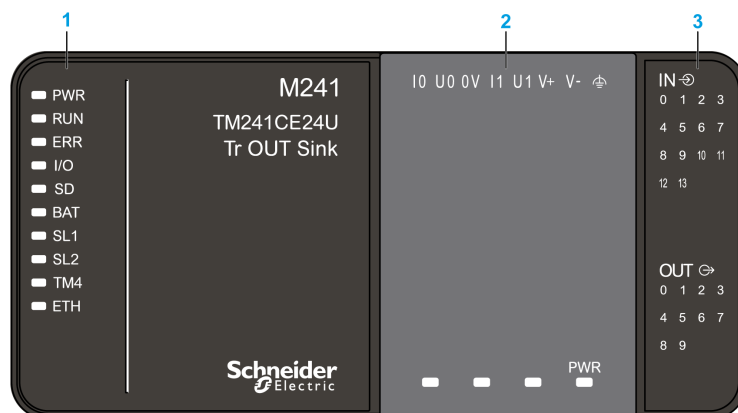 1 2 3
PWR
RUN
ERR
I/O
SD
BAT
SL1
SL2
TM4
ETH
M241
TM241CE24U
Tr OUT Sink
Schneider
Electric
I0 U0 0V I1 U1 V+ V-
PWR
IN
0 1 2 3
4 5 6 7
8 9 10 11
12 13
OUT
0 1 2 3
4 5 6 7
8 9